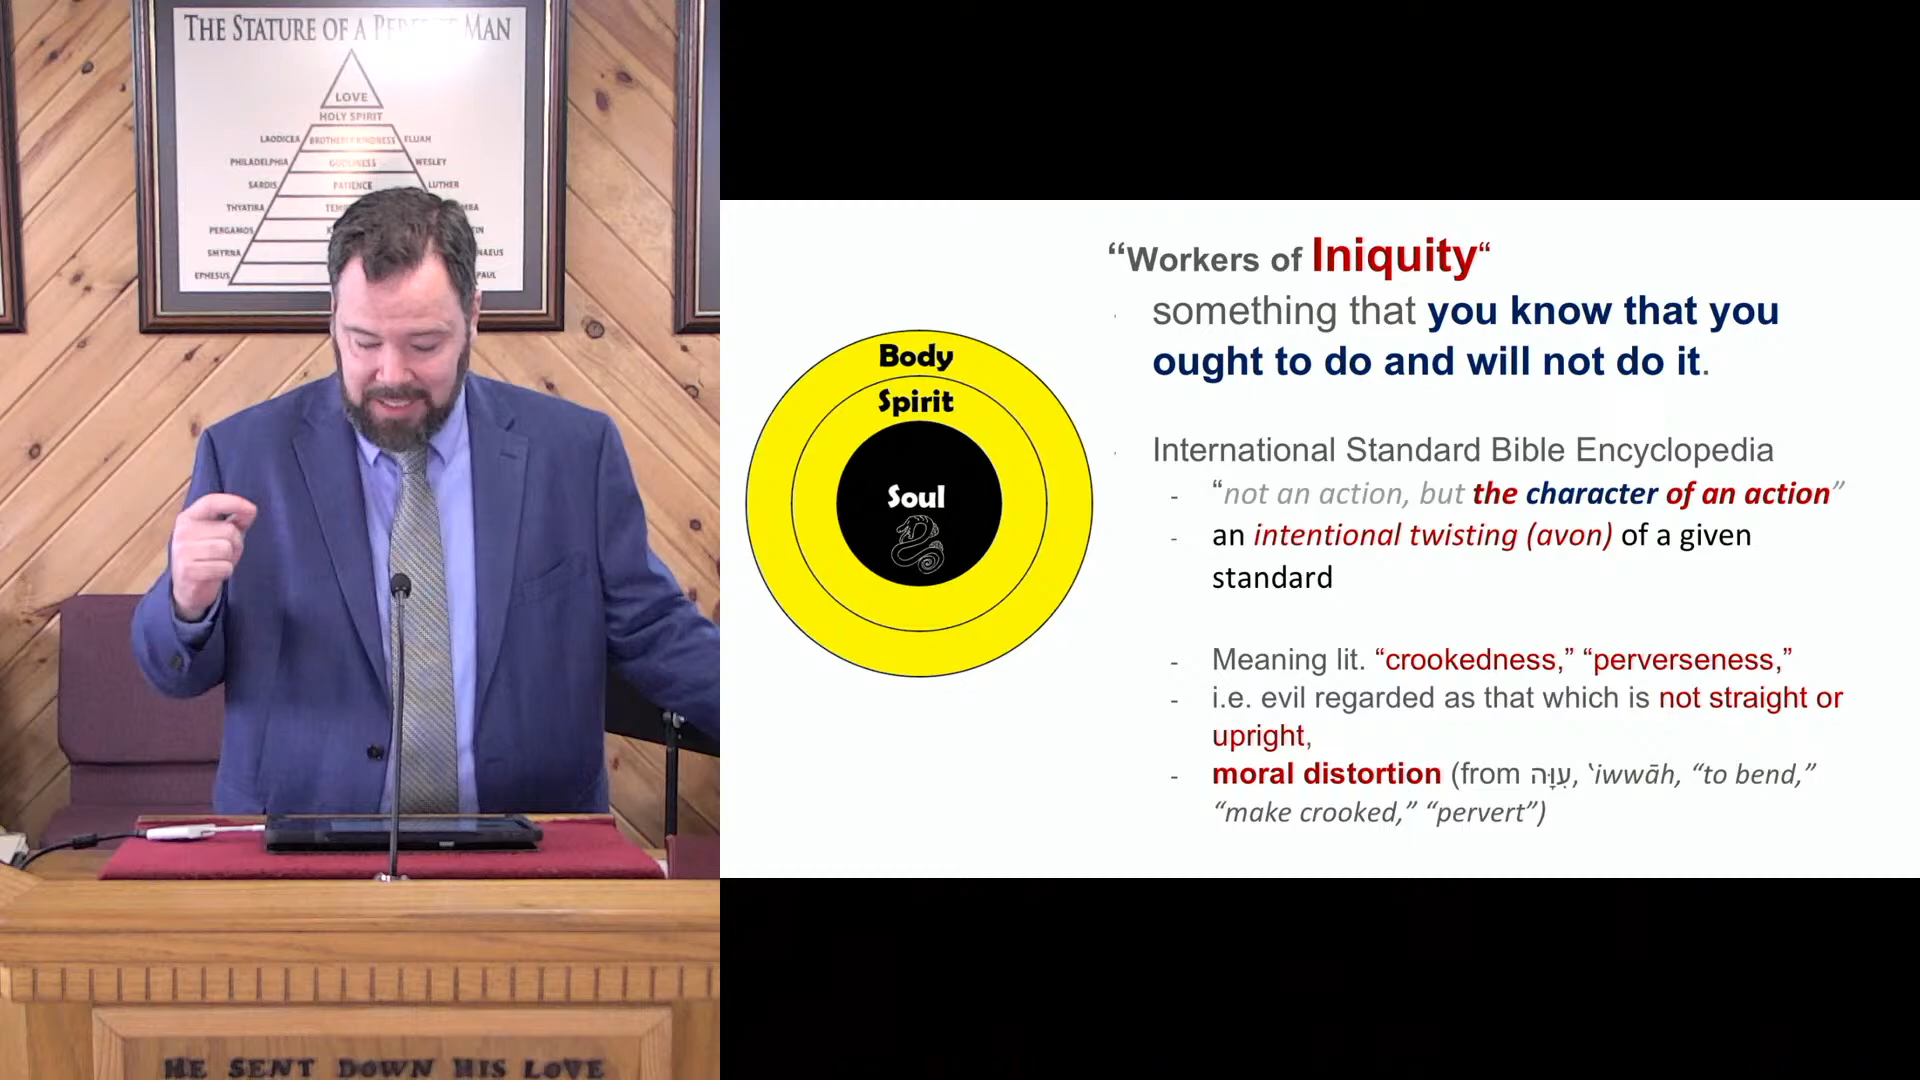 THE STATURE OF A MAN
LOVE
HOLY SPIRIT
LAODICEA BROTHERLY KINDNESS ELIJAH
PHILADELPHIA GODLINESS WESLEY
SARDIS PATIENCE LUTHER
THYATIRA
PERGAMOS
SMYRNA
EPHESUS PAUL
HE SENT DOWN HIS LOVE
Body
Spirit
Soul
“Workers of Iniquity“
something that you know that you
ought to do and will not do it.
International Standard Bible Encyclopedia
- “not an action, but the character of an action”
- an intentional twisting (avon) of a given
standard
- Meaning lit. “crookedness,” “perverseness,”
- i.e. evil regarded as that which is not straight or
upright,
- moral distortion (from עִוָּה, ‛iwwāh, “to bend,”
“make crooked,” “pervert”)